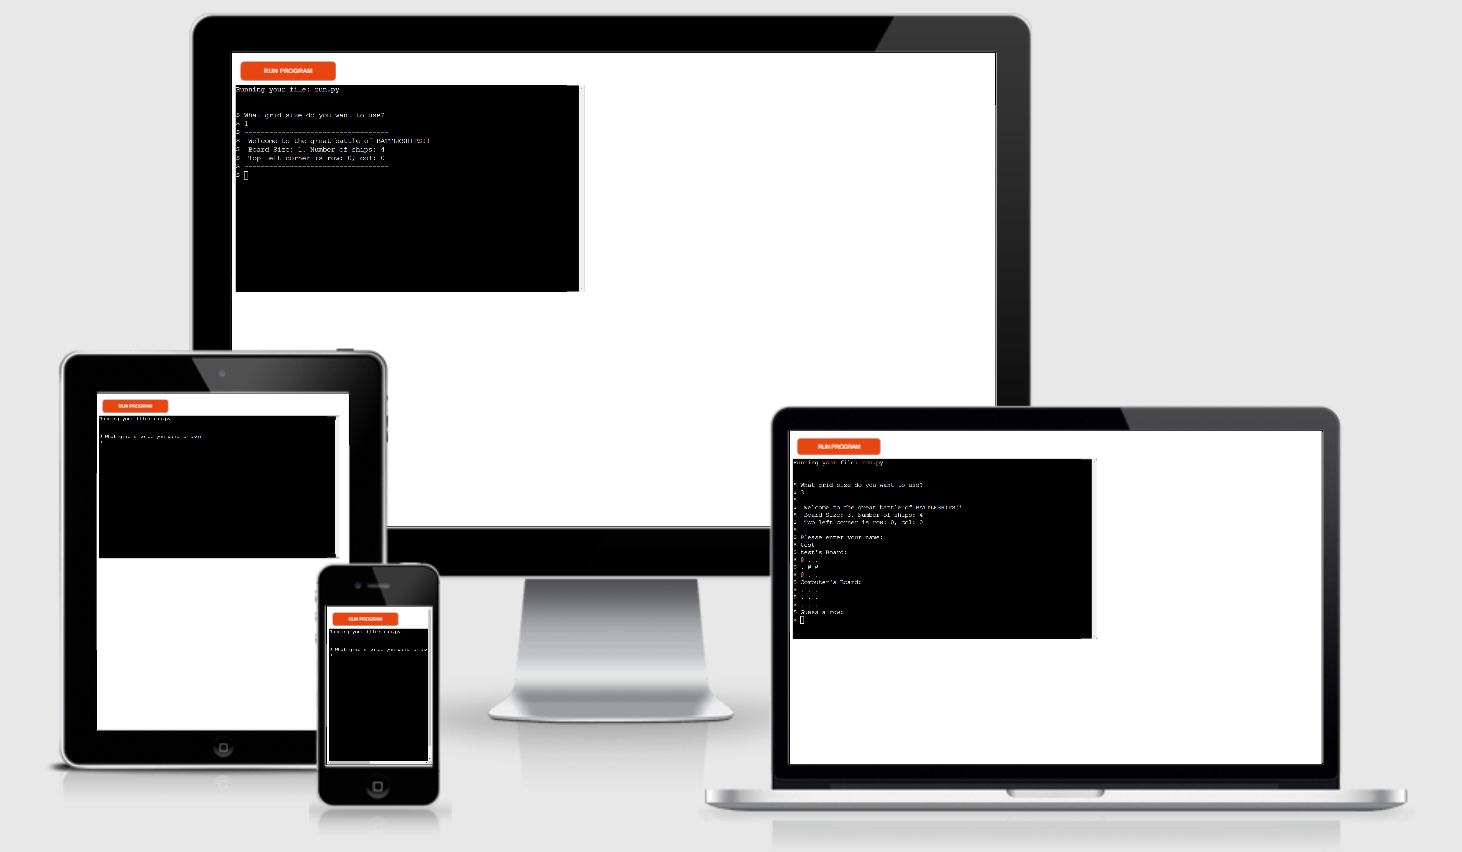 RUN PROGRAM
Running your file: run.py
$ What grid size do you want to use?
$ 1
$ -----------------------------------
$ Welcome to the great battle of BATTLESHIPS!!
$ Board Size: 1. Number of ships: 4
$ Top left corner is row: 0, col: 0
$ -----------------------------------
$
RUN PROGRAM
Running your file: run.py
$ What grid size do you want to use?
RUN PROGRAM
Running your file: run.py
$ What grid size do you want to use
RUN PROGRAM
Running your file: run.py
$ What grid size do you want to use?
$ 3
$
$ Welcome to the great battle of BATTLESHIPS!!
$ Board Size: 3. Number of ships: 4
$ Top left corner is row: 0, col: 0
$
$ Please enter your name:
$ test
$ test's Board:
$ @ . .
$ . @ @
$ @ . .
$ Computer's Board:
$ . . .
$ . . .
$ . . .
$ Guess a row:
$